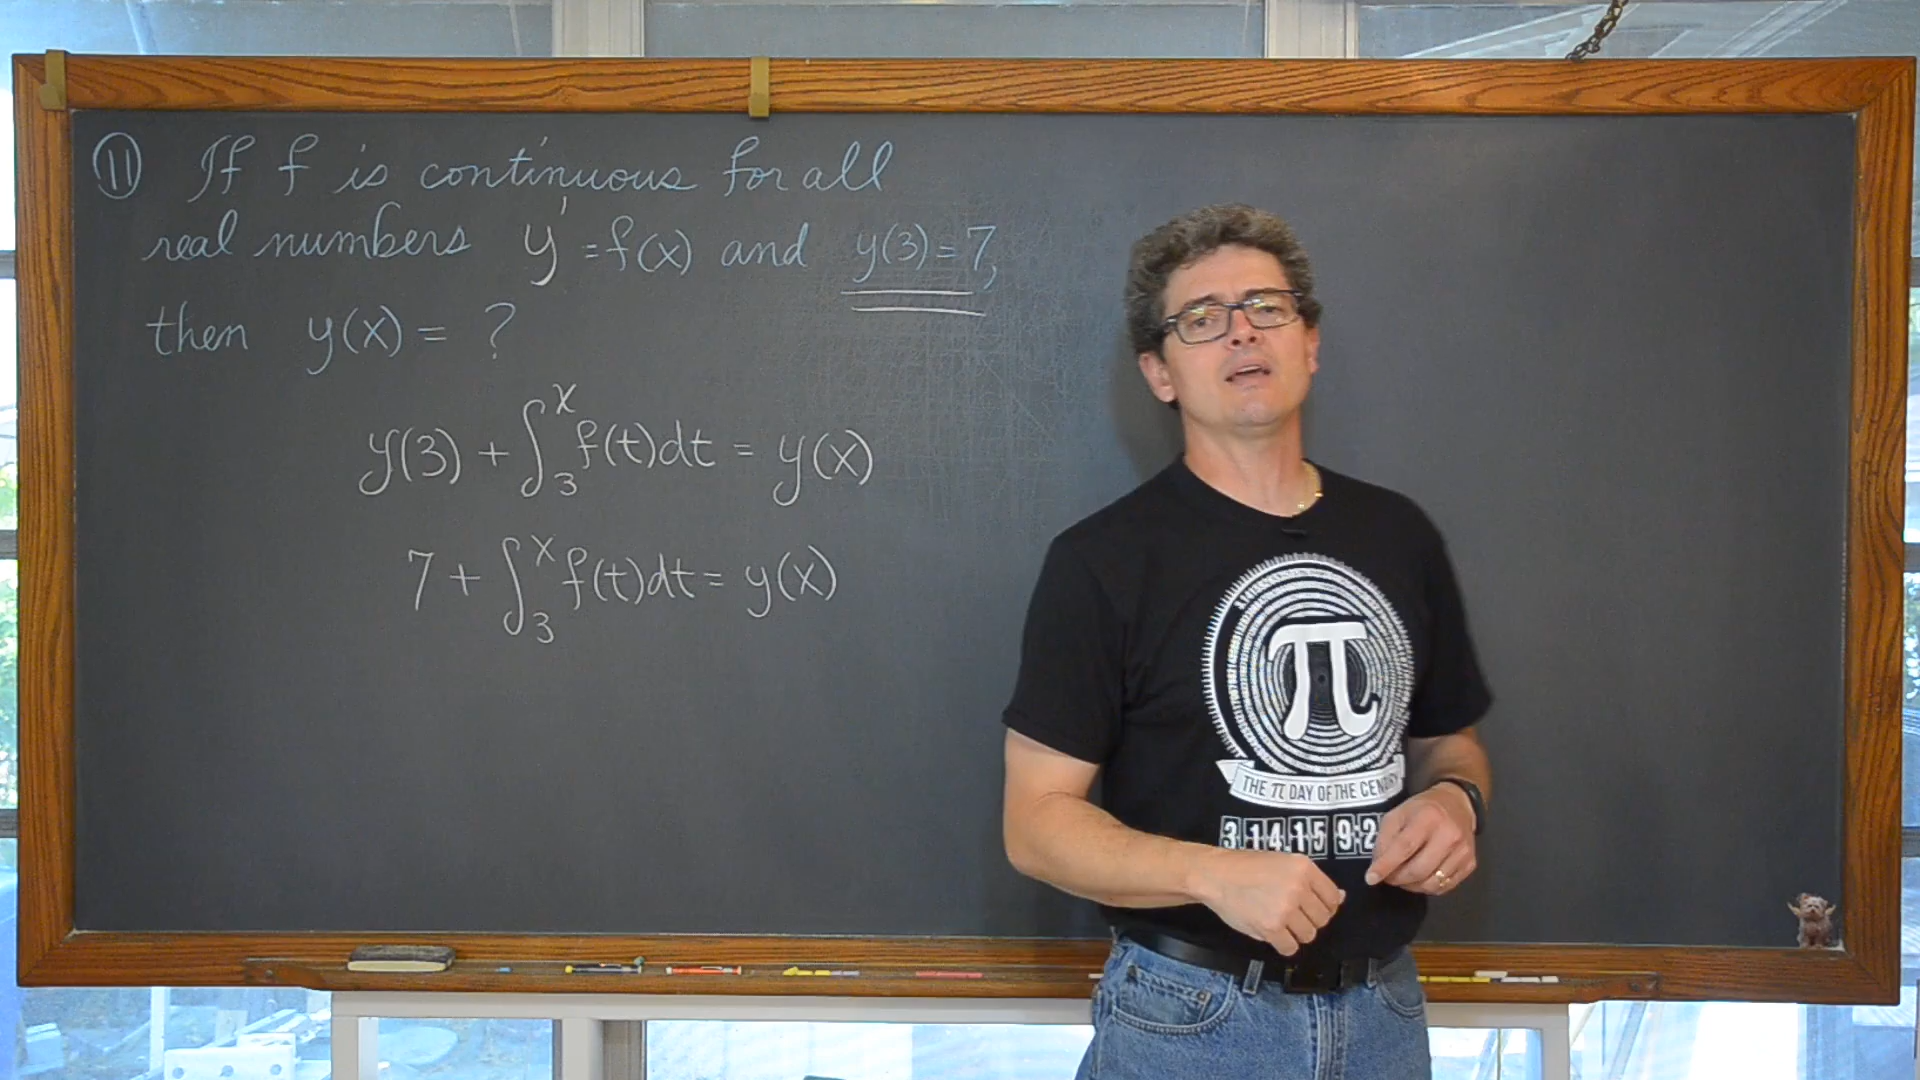 ⑪ If f is continuous for all
real numbers y' = f(x) and y(3) = 7,
then y(x) = ?
y(3) + ∫₃ˣ f(t)dt = y(x)
7 + ∫₃ˣ f(t)dt = y(x)
π
THE π DAY OF THE
3.14.15 9:2